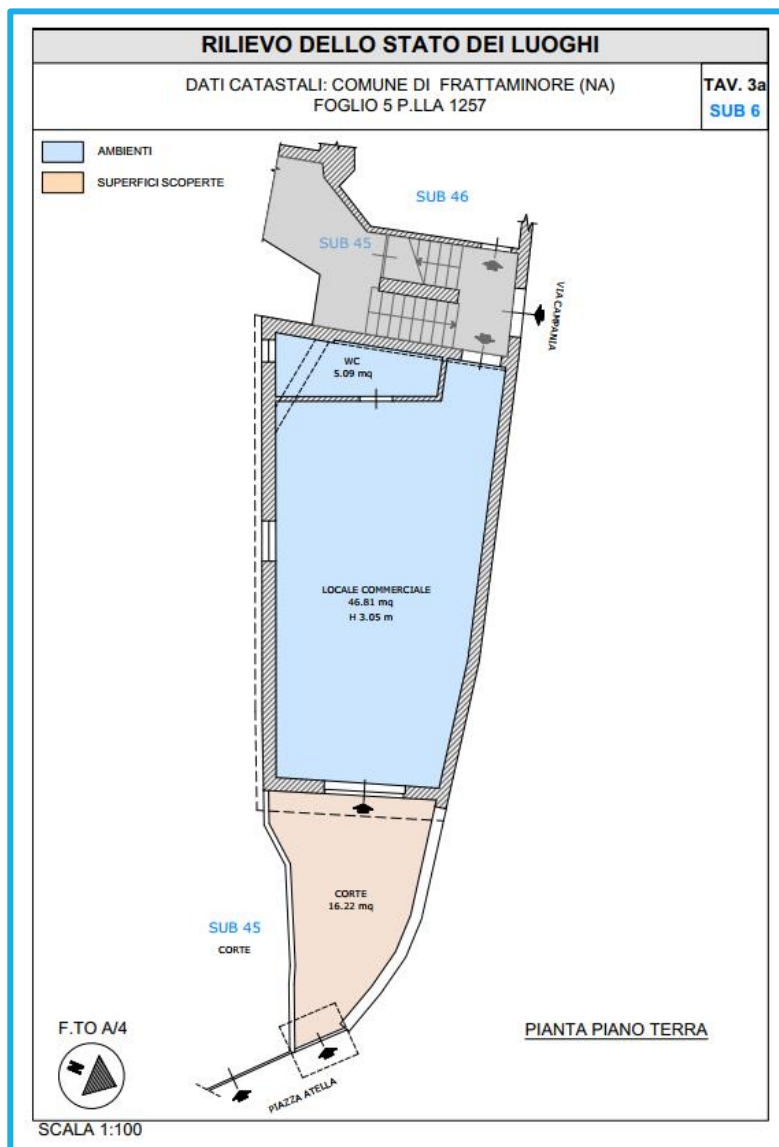 RILIEVO DELLO STATO DEI LUOGHI
DATI CATASTALI: COMUNE DI FRATTAMINORE (NA)
FOGLIO 5 P.LLA 1257
TAV. 3a
SUB 6
AMBIENTI
SUPERFICI SCOPERTE
SUB 46
SUB 45
VIA CAMPANIA
WC
5.09 mq
LOCALE COMMERCIALE
46.81 mq
H 3.05 m
CORTE
16.22 mq
SUB 45
CORTE
F.TO A/4
N
PIANTA PIANO TERRA
PIAZZA ATELLA
SCALA 1:100